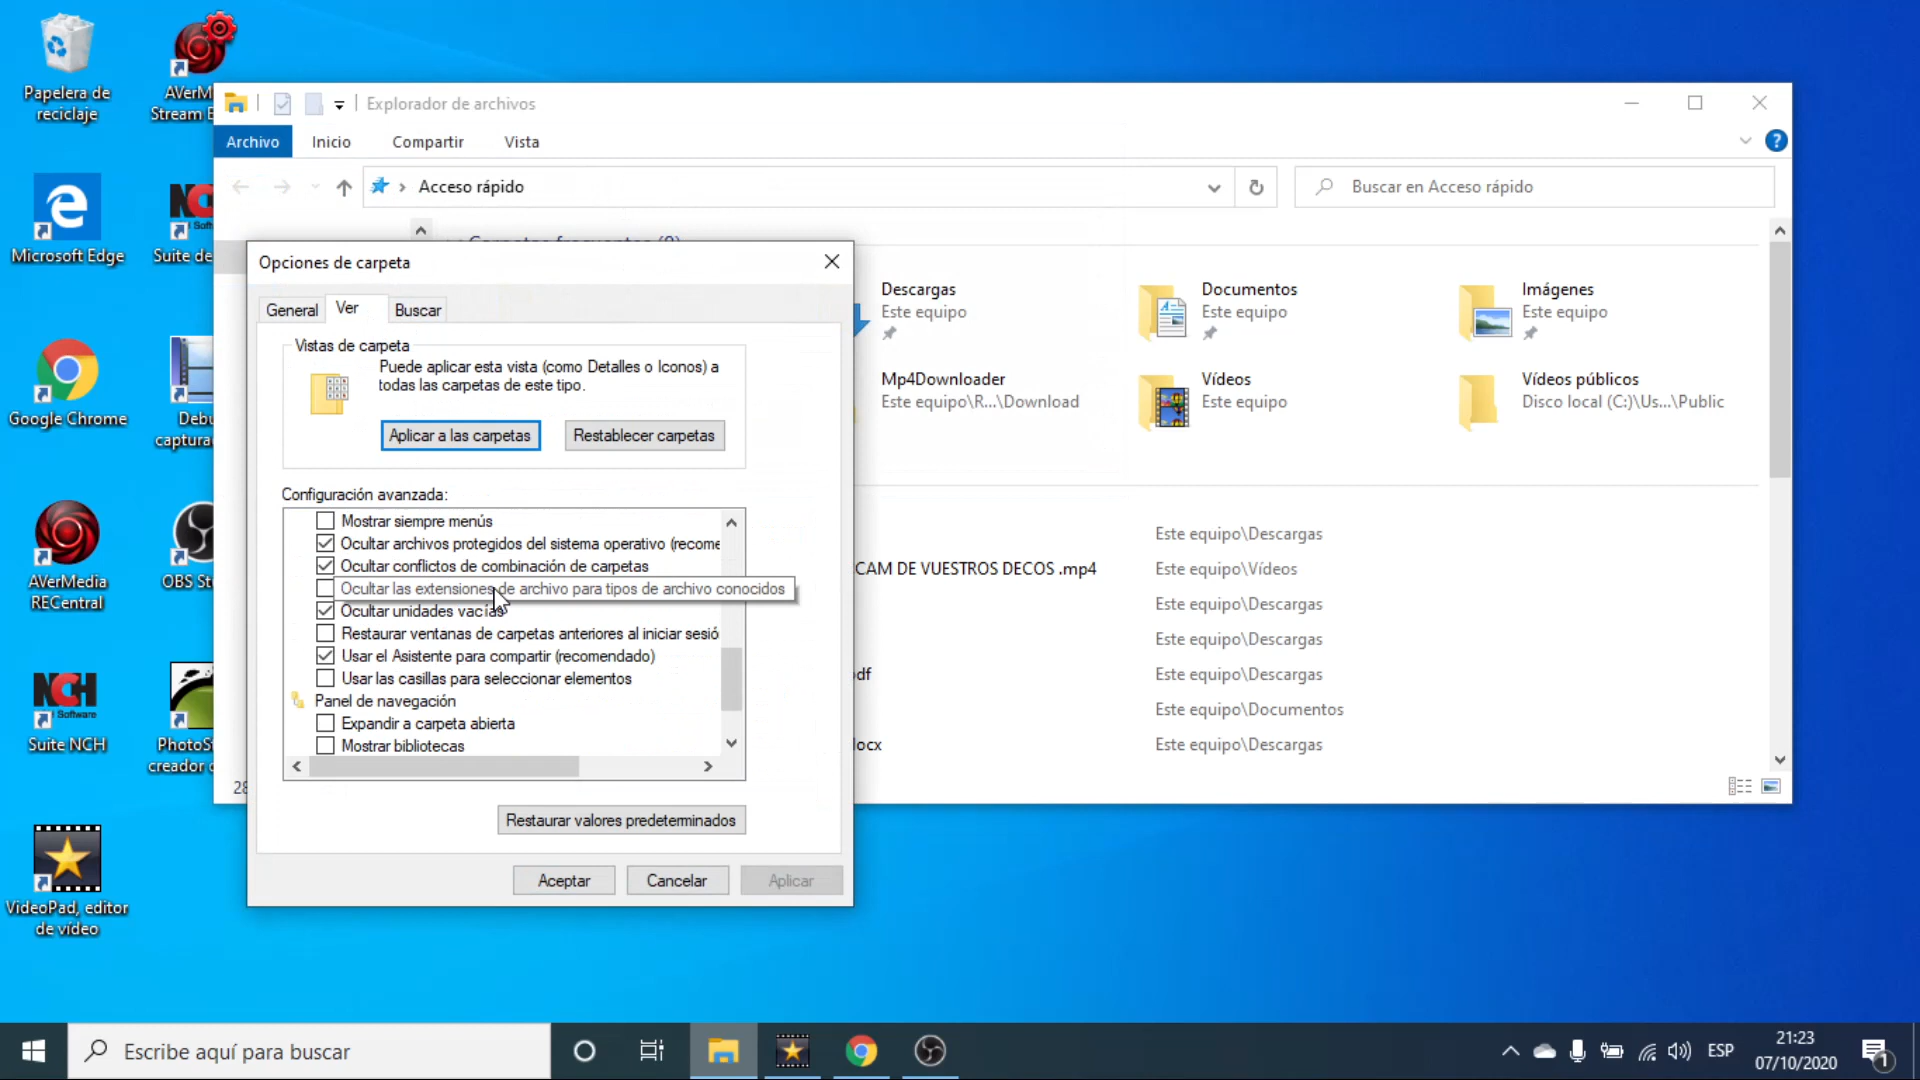 Papelera de
reciclaje
AVerM
Stream E
Explorador de archivos
Archivo
Inicio
Compartir
Vista
Acceso rápido
Buscar en Acceso rápido
Microsoft Edge
Suite de
Opciones de carpeta
General
Ver
Buscar
Vistas de carpeta
Puede aplicar esta vista (como Detalles o Iconos) a
todas las carpetas de este tipo.
Aplicar a las carpetas
Restablecer carpetas
Descargas
Este equipo
Documentos
Este equipo
Imágenes
Este equipo
Mp4Downloader
Este equipo\R...\Download
Vídeos
Este equipo
Vídeos públicos
Disco local (C:)\Us...\Public
Google Chrome
Debu
captura
Configuración avanzada:
Mostrar siempre menús
Ocultar archivos protegidos del sistema operativo (recome
Ocultar conflictos de combinación de carpetas
Ocultar las extensiones de archivo para tipos de archivo conocidos
Ocultar unidades vacías
Restaurar ventanas de carpetas anteriores al iniciar sesió
Usar el Asistente para compartir (recomendado)
Usar las casillas para seleccionar elementos
Panel de navegación
Expandir a carpeta abierta
Mostrar bibliotecas
Este equipo\Descargas
CAM DE VUESTROS DECOS .mp4
Este equipo\Vídeos
Este equipo\Descargas
Este equipo\Descargas
df
Este equipo\Descargas
Este equipo\Documentos
ocx
Este equipo\Descargas
AVerMedia
RECentral
OBS St
NCH
Software
Suite NCH
PhotoSt
creador
28
Restaurar valores predeterminados
Aceptar
Cancelar
Aplicar
VideoPad, editor
de vídeo
Escribe aquí para buscar
ESP
21:23
07/10/2020
1